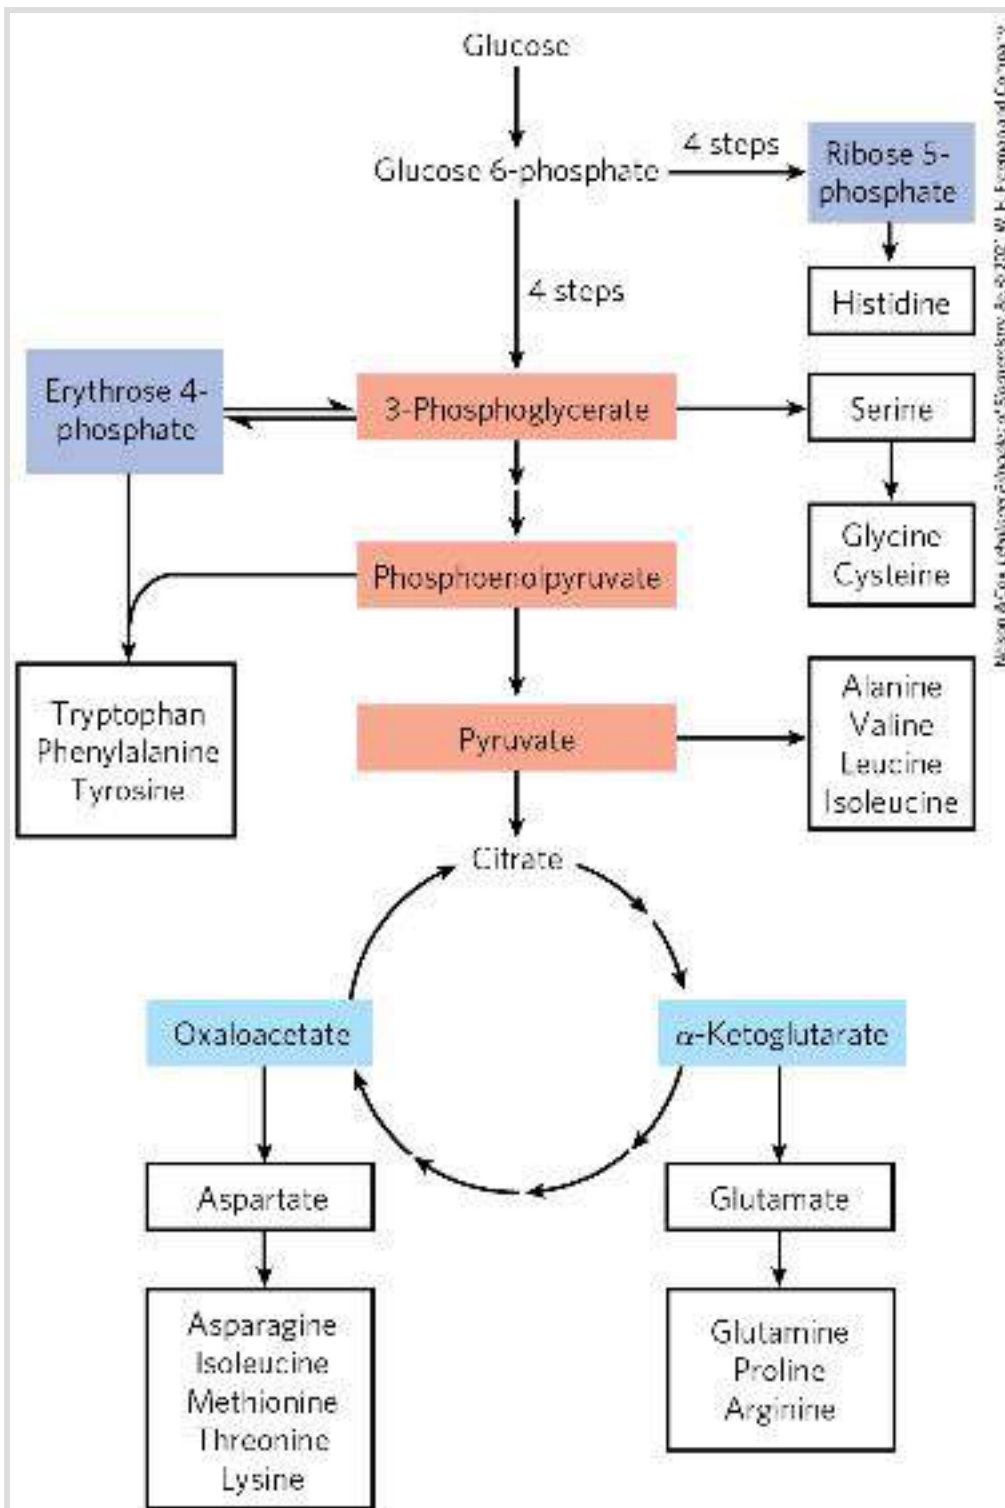 Glucose
Glucose 6-phosphate
4 steps
Ribose 5-
phosphate
Histidine
4 steps
Erythrose 4-
phosphate
3-Phosphoglycerate
Serine
Glycine
Cysteine
Phosphoenolpyruvate
Tryptophan
Phenylalanine
Tyrosine
Pyruvate
Alanine
Valine
Leucine
Isoleucine
Citrate
Oxaloacetate
α-Ketoglutarate
Aspartate
Glutamate
Asparagine
Isoleucine
Methionine
Threonine
Lysine
Glutamine
Proline
Arginine